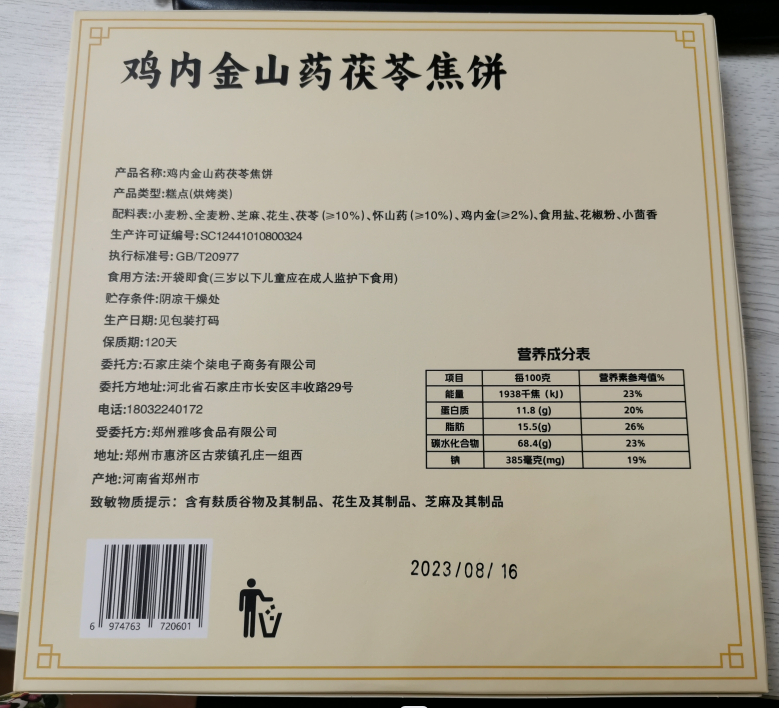 鸡内金山药茯苓焦饼
产品名称:鸡内金山药茯苓焦饼
产品类型:糕点(烘烤类)
配料表:小麦粉、全麦粉、芝麻、花生、茯苓(≥10%)、怀山药(≥10%)、鸡内金(≥2%)、食用盐、花椒粉、小茴香
生产许可证编号:SC12441010800324
执行标准号:GB/T20977
食用方法:开袋即食(三岁以下儿童应在成人监护下食用)
贮存条件:阴凉干燥处
生产日期:见包装打码
保质期:120天
委托方:石家庄柒个柒电子商务有限公司
委托方地址:河北省石家庄市长安区丰收路29号
电话:18032240172
受委托方:郑州雅哆食品有限公司
地址:郑州市惠济区古荥镇孔庄一组西
产地:河南省郑州市
致敏物质提示：含有麸质谷物及其制品、花生及其制品、芝麻及其制品
营养成分表
项目 每100克 营养素参考值%
能量 1938千焦（kJ） 23%
蛋白质 11.8 (g) 20%
脂肪 15.5(g) 26%
碳水化合物 68.4(g) 23%
钠 385毫克(mg) 19%
2023/08/16
6 974763 720601